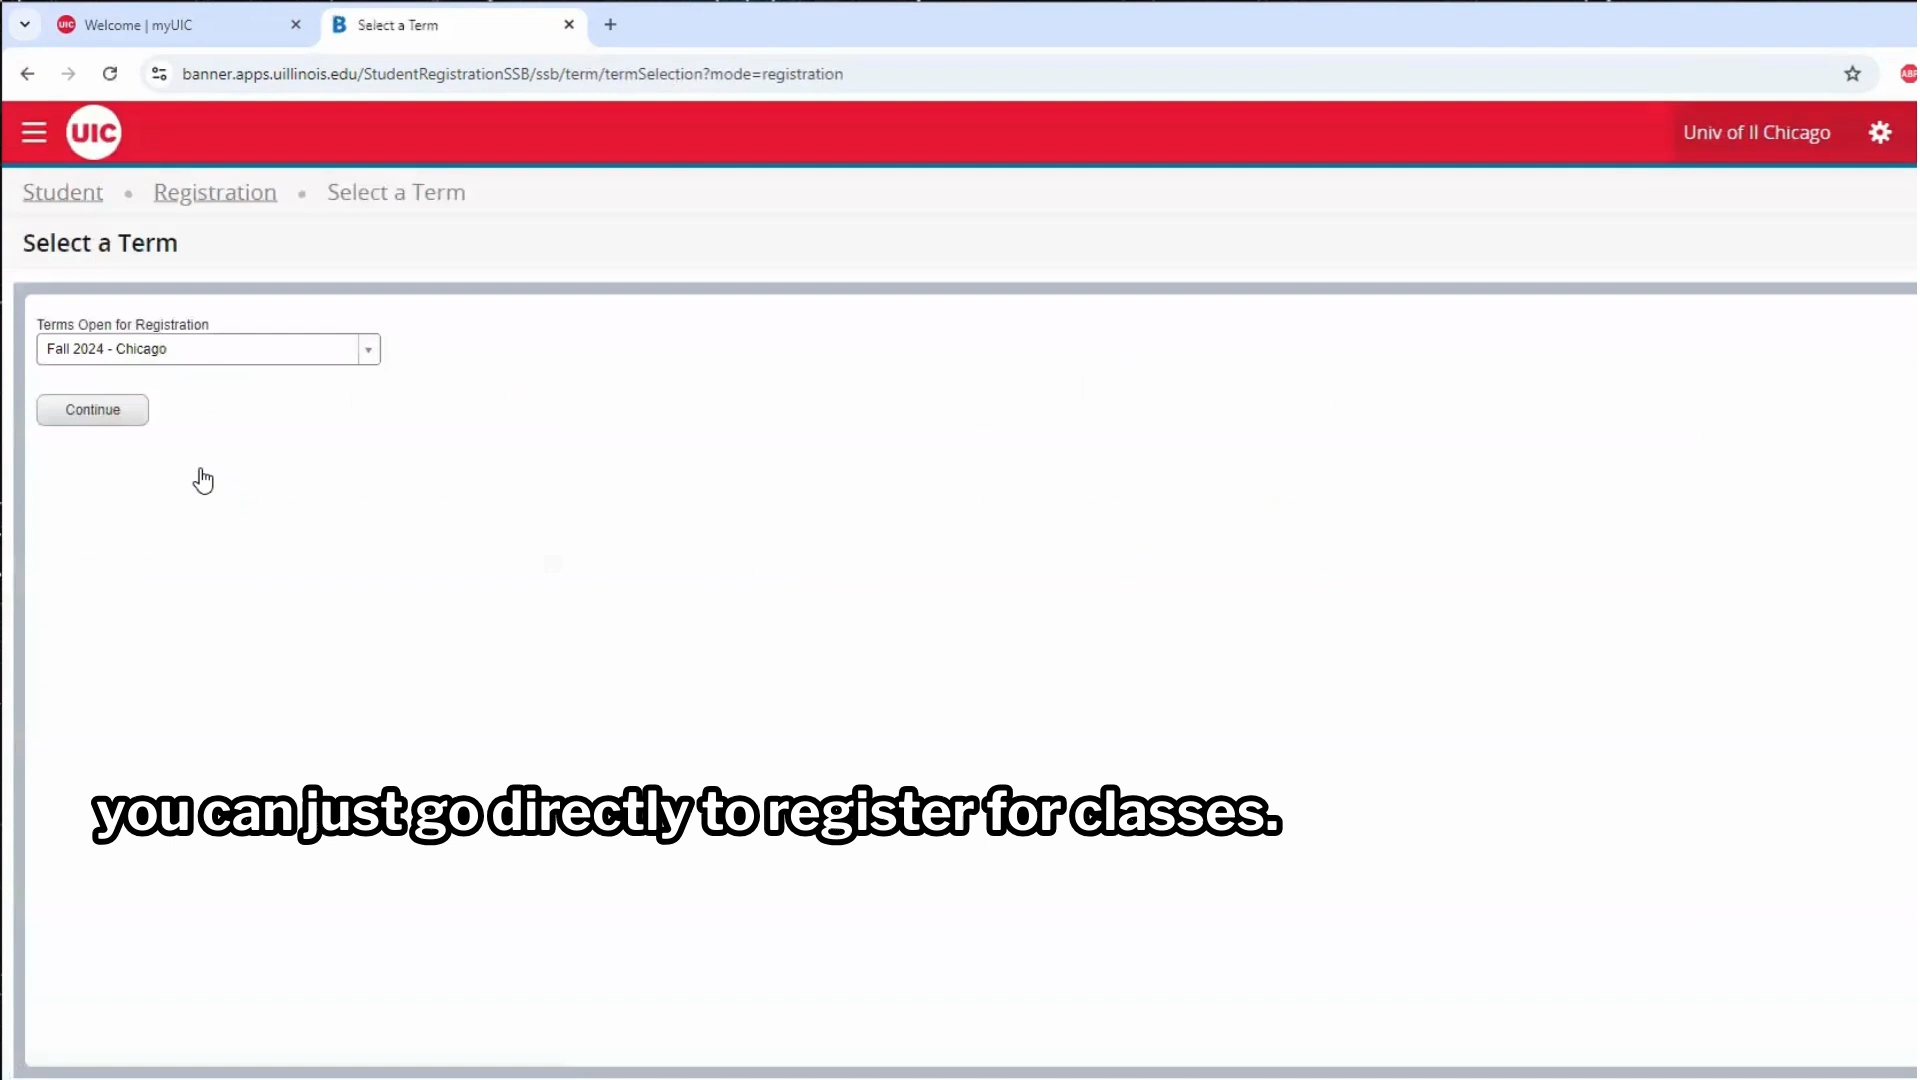 UIC Welcome | myUIC
B Select a Term
banner.apps.uillinois.edu/StudentRegistrationSSB/ssb/term/termSelection?mode=registration
ABP
UIC
Univ of Il Chicago
Student • Registration • Select a Term
Select a Term
Terms Open for Registration
Fall 2024 - Chicago
Continue
you can just go directly to register for classes.